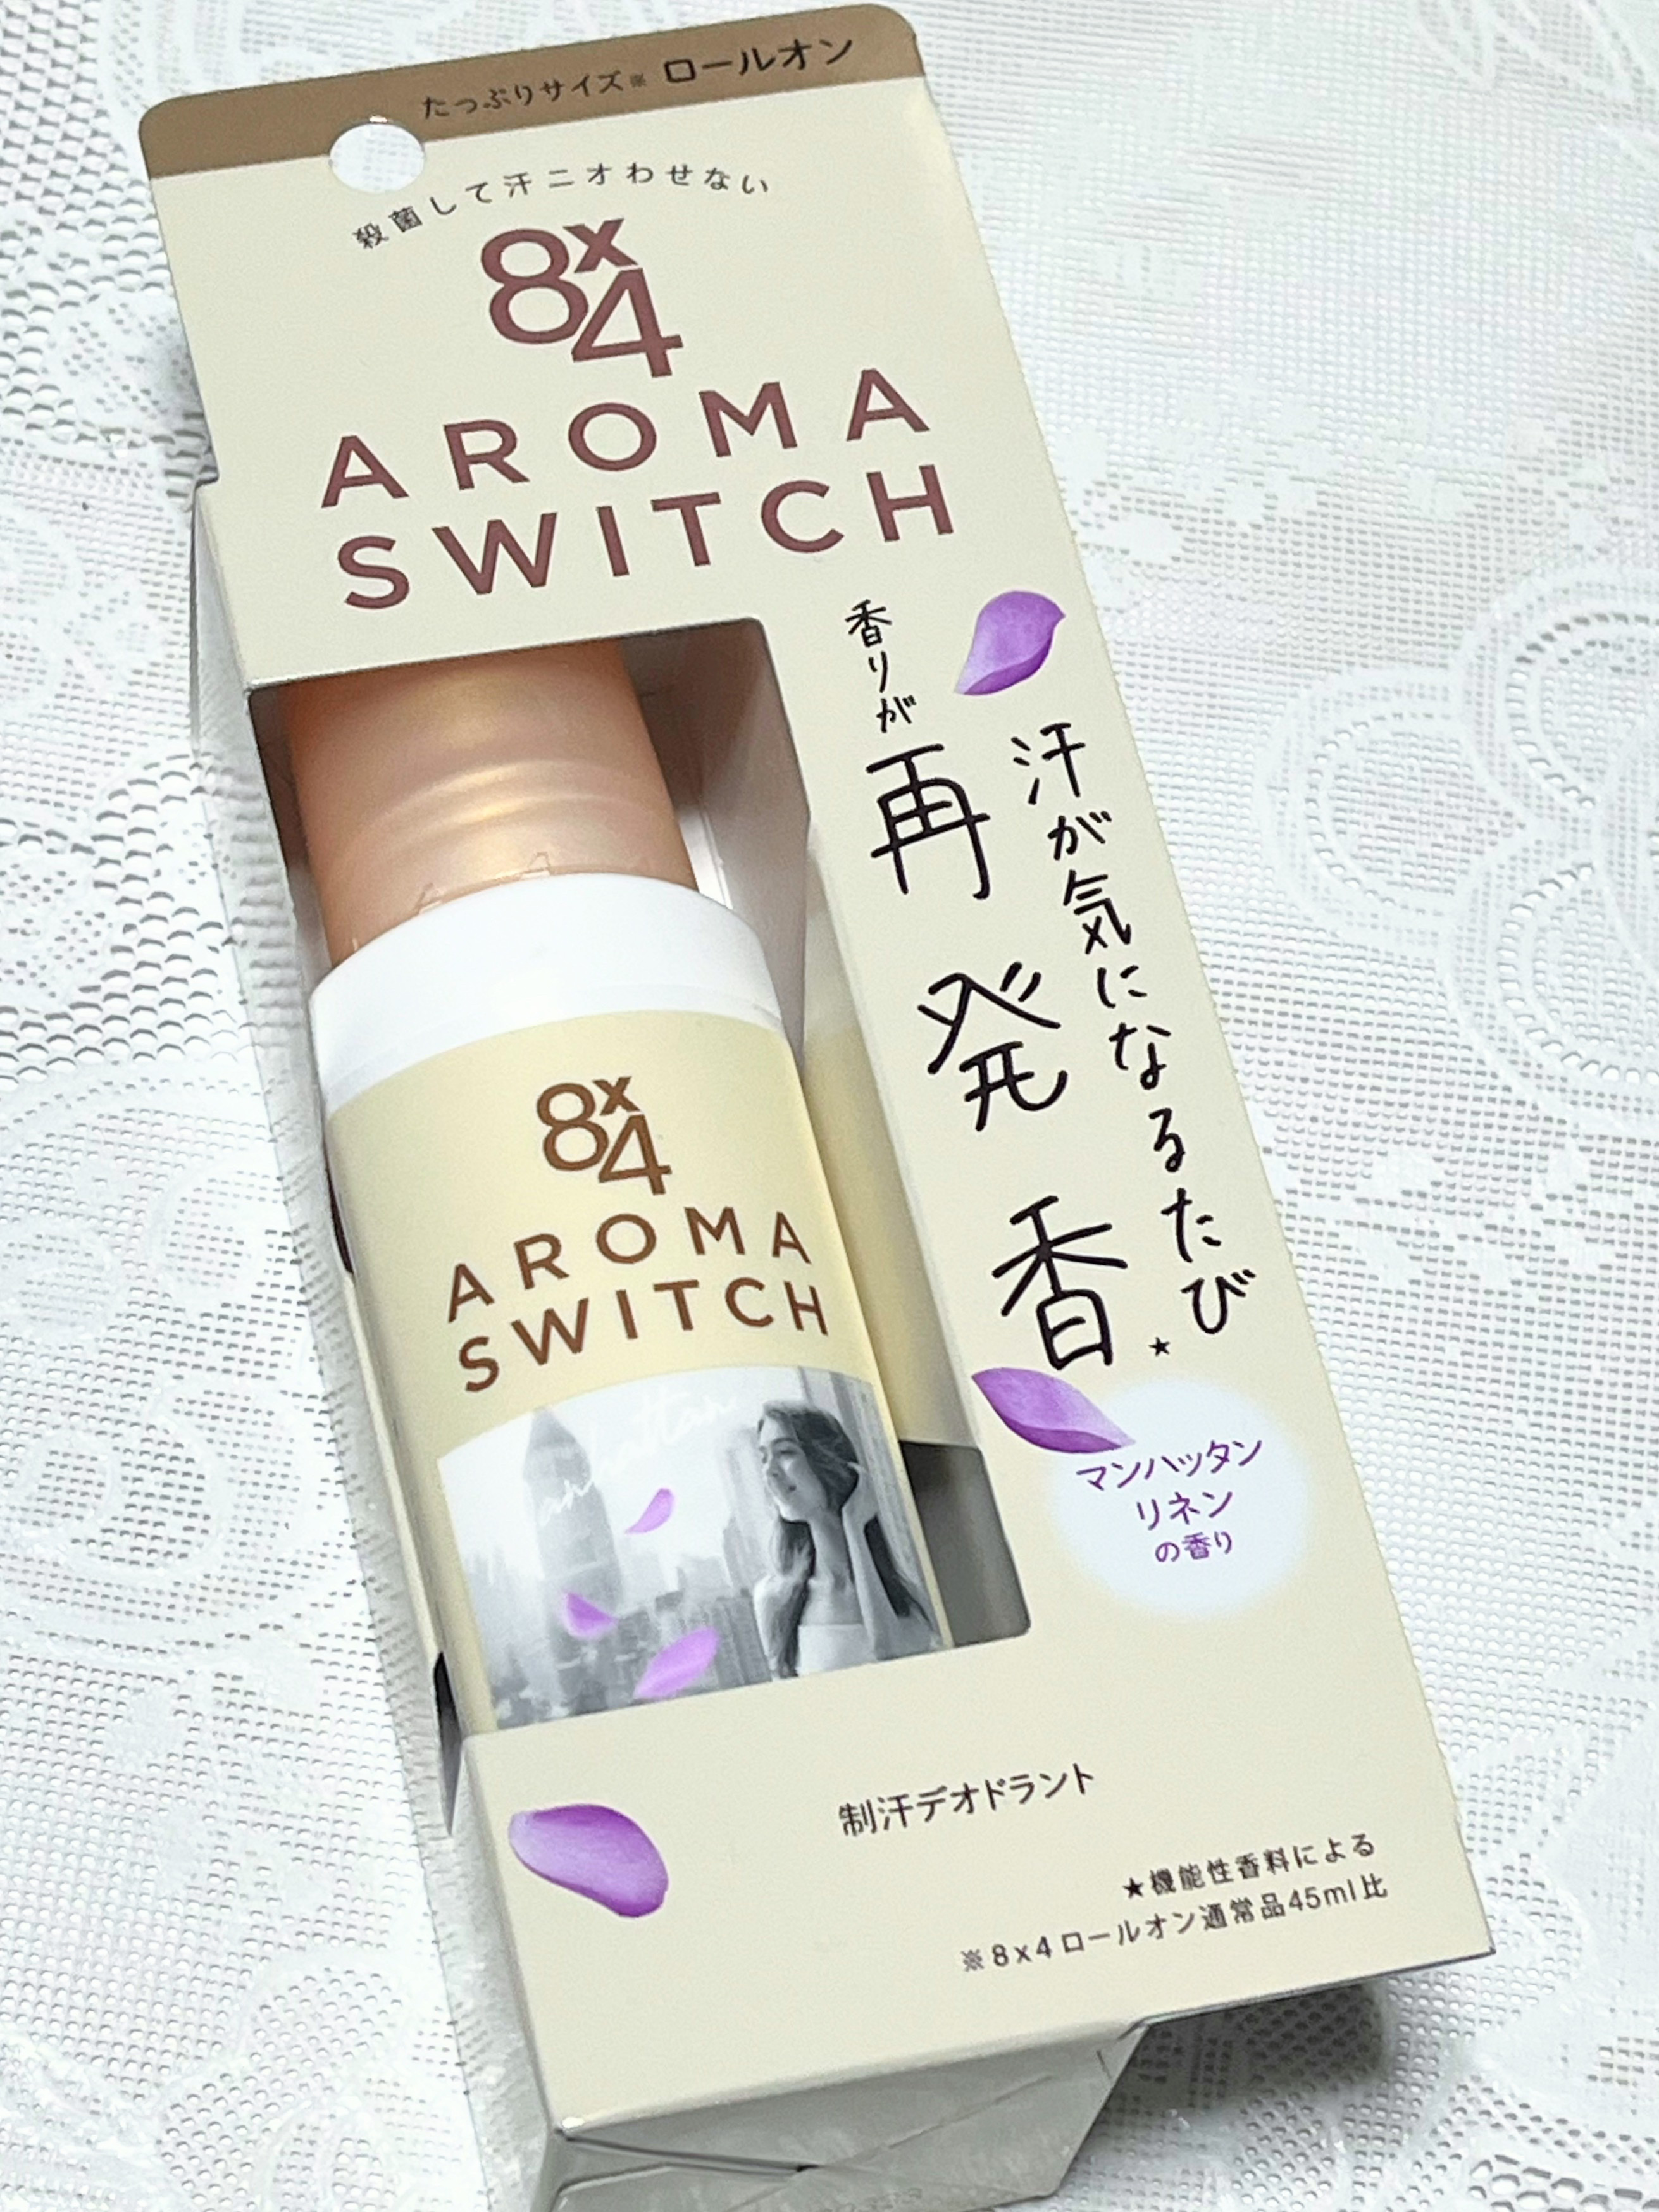 たっぷりサイズ※ ロールオン
殺菌して汗ニオわせない
8x4
AROMA
SWITCH
汗が気になるたび
香りが再発香★
マンハッタン
リネン
の香り
8x4
AROMA
SWITCH
制汗デオドラント
★機能性香料による
※8x4ロールオン通常品45ml比